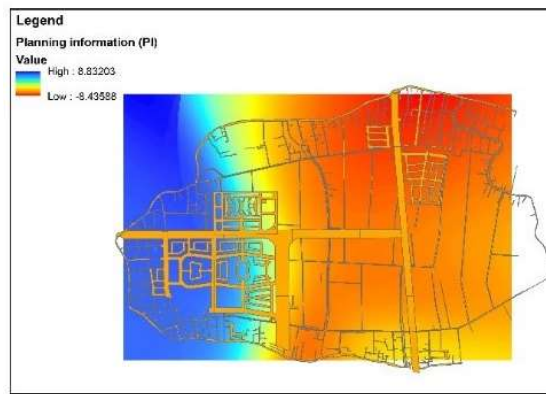 Legend
Planning information (PI)
Value
High : 8.83203
Low : -8.43588